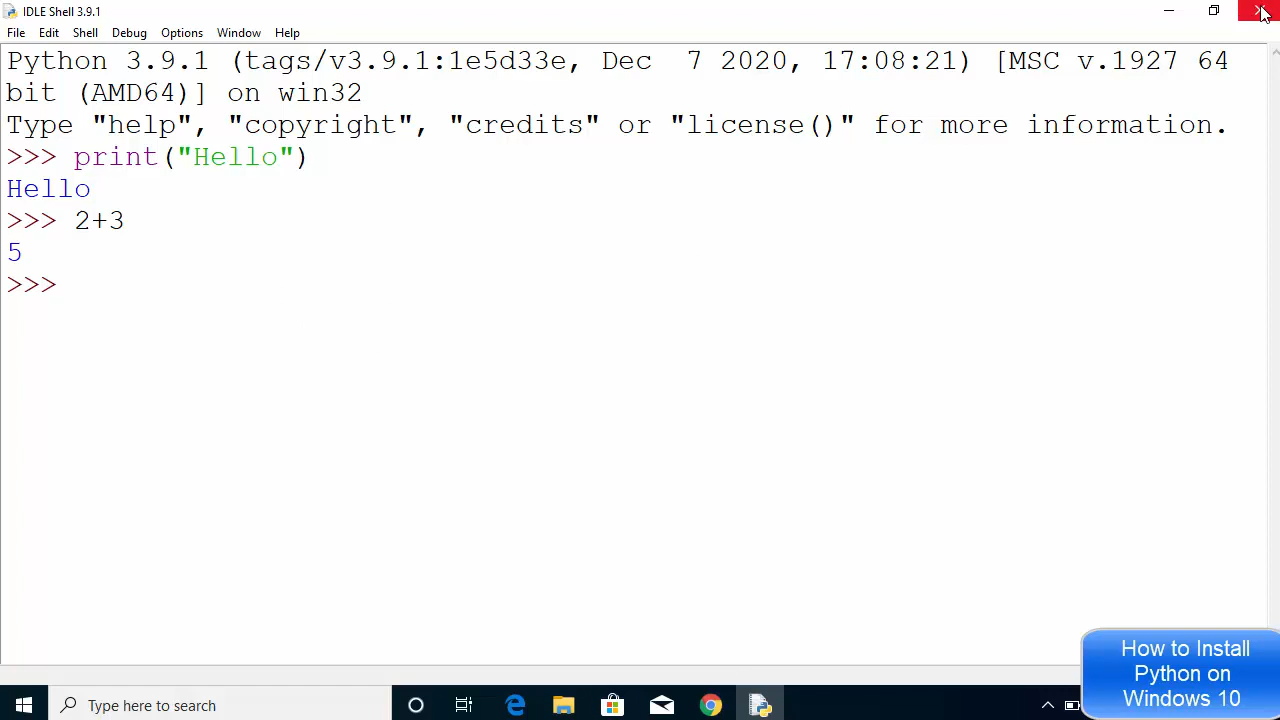 IDLE Shell 3.9.1
File Edit Shell Debug Options Window Help
Python 3.9.1 (tags/v3.9.1:1e5d33e, Dec  7 2020, 17:08:21) [MSC v.1927 64
bit (AMD64)] on win32
Type "help", "copyright", "credits" or "license()" for more information.
>>> print("Hello")
Hello
>>> 2+3
5
>>>
How to Install
Python on
Windows 10
Type here to search